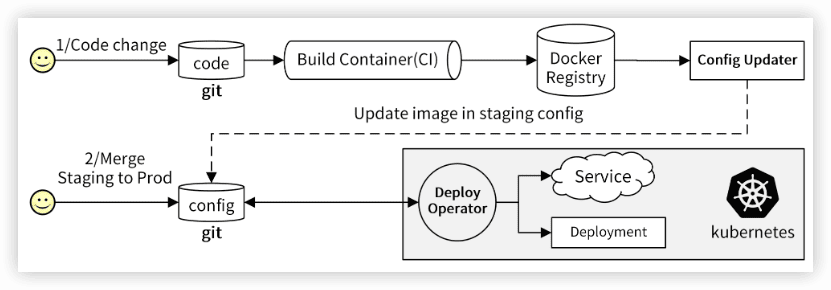 1/Code change
code
git
Build Container(CI)
Docker
Registry
Config Updater
Update image in staging config
2/Merge
Staging to Prod
config
git
Deploy
Operator
Service
Deployment
kubernetes